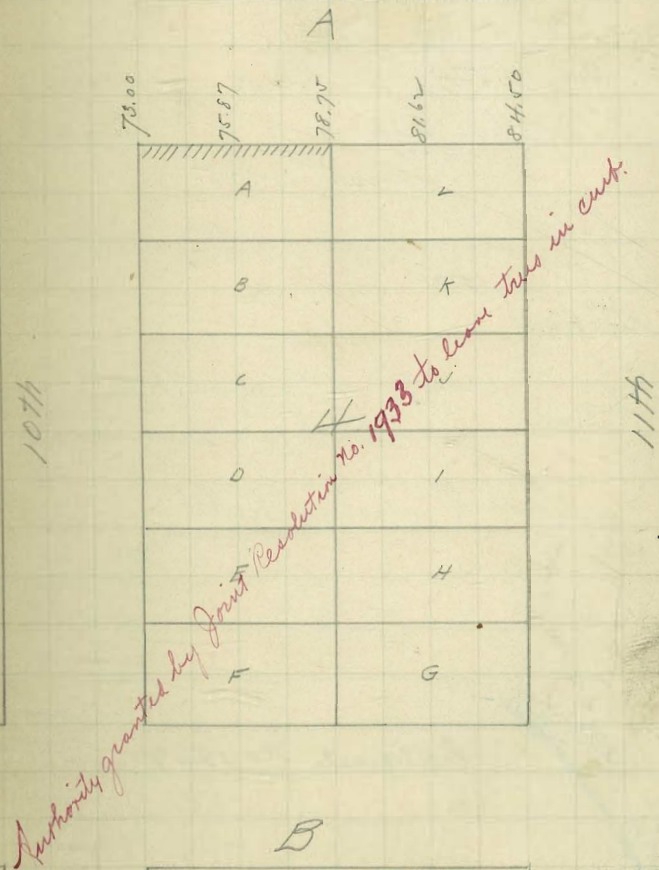 A
73.00 75.87 78.75 81.62 84.50
A L
B K
C J
4
D I
E H
F G
10TH
11TH
B
Authority granted by Joint Resolution No. 1933 to leave trees in curb.